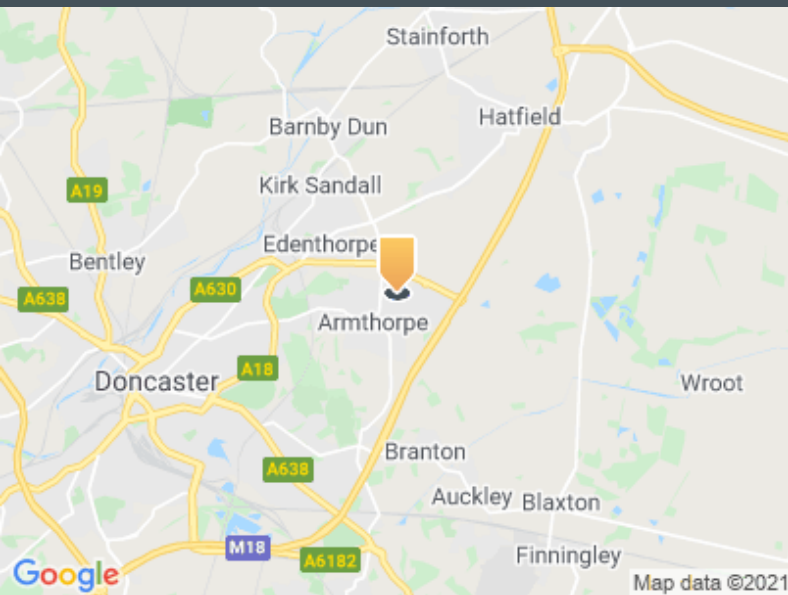 Stainforth
Hatfield
Barnby Dun
Kirk Sandall
A19
Edenthorpe
Bentley
A630
A638
Armthorpe
A18
Doncaster
Wroot
Branton
A638
Auckley
Blaxton
M18
A6182
Finningley
Google
Map data ©2021